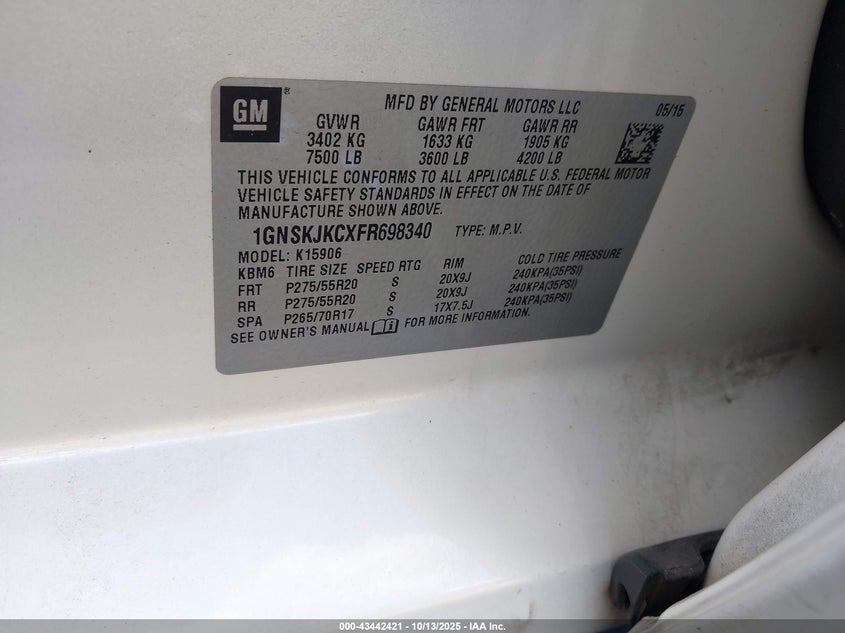 GM ®
MFD BY GENERAL MOTORS LLC 05/15
GVWR GAWR FRT GAWR RR
3402 KG 1633 KG 1905 KG
7500 LB 3600 LB 4200 LB
THIS VEHICLE CONFORMS TO ALL APPLICABLE U.S. FEDERAL MOTOR
VEHICLE SAFETY STANDARDS IN EFFECT ON THE DATE OF
MANUFACTURE SHOWN ABOVE.
1GNSKJKCXFR698340 TYPE: M.P.V.
MODEL: K15906
KBM6 TIRE SIZE SPEED RTG RIM COLD TIRE PRESSURE
FRT P275/55R20 S 20X9J 240KPA(35PSI)
RR P275/55R20 S 20X9J 240KPA(35PSI)
SPA P265/70R17 S 17X7.5J 240KPA(35PSI)
SEE OWNER'S MANUAL FOR MORE INFORMATION.
000-43442421 - 10/13/2025 - IAA Inc.